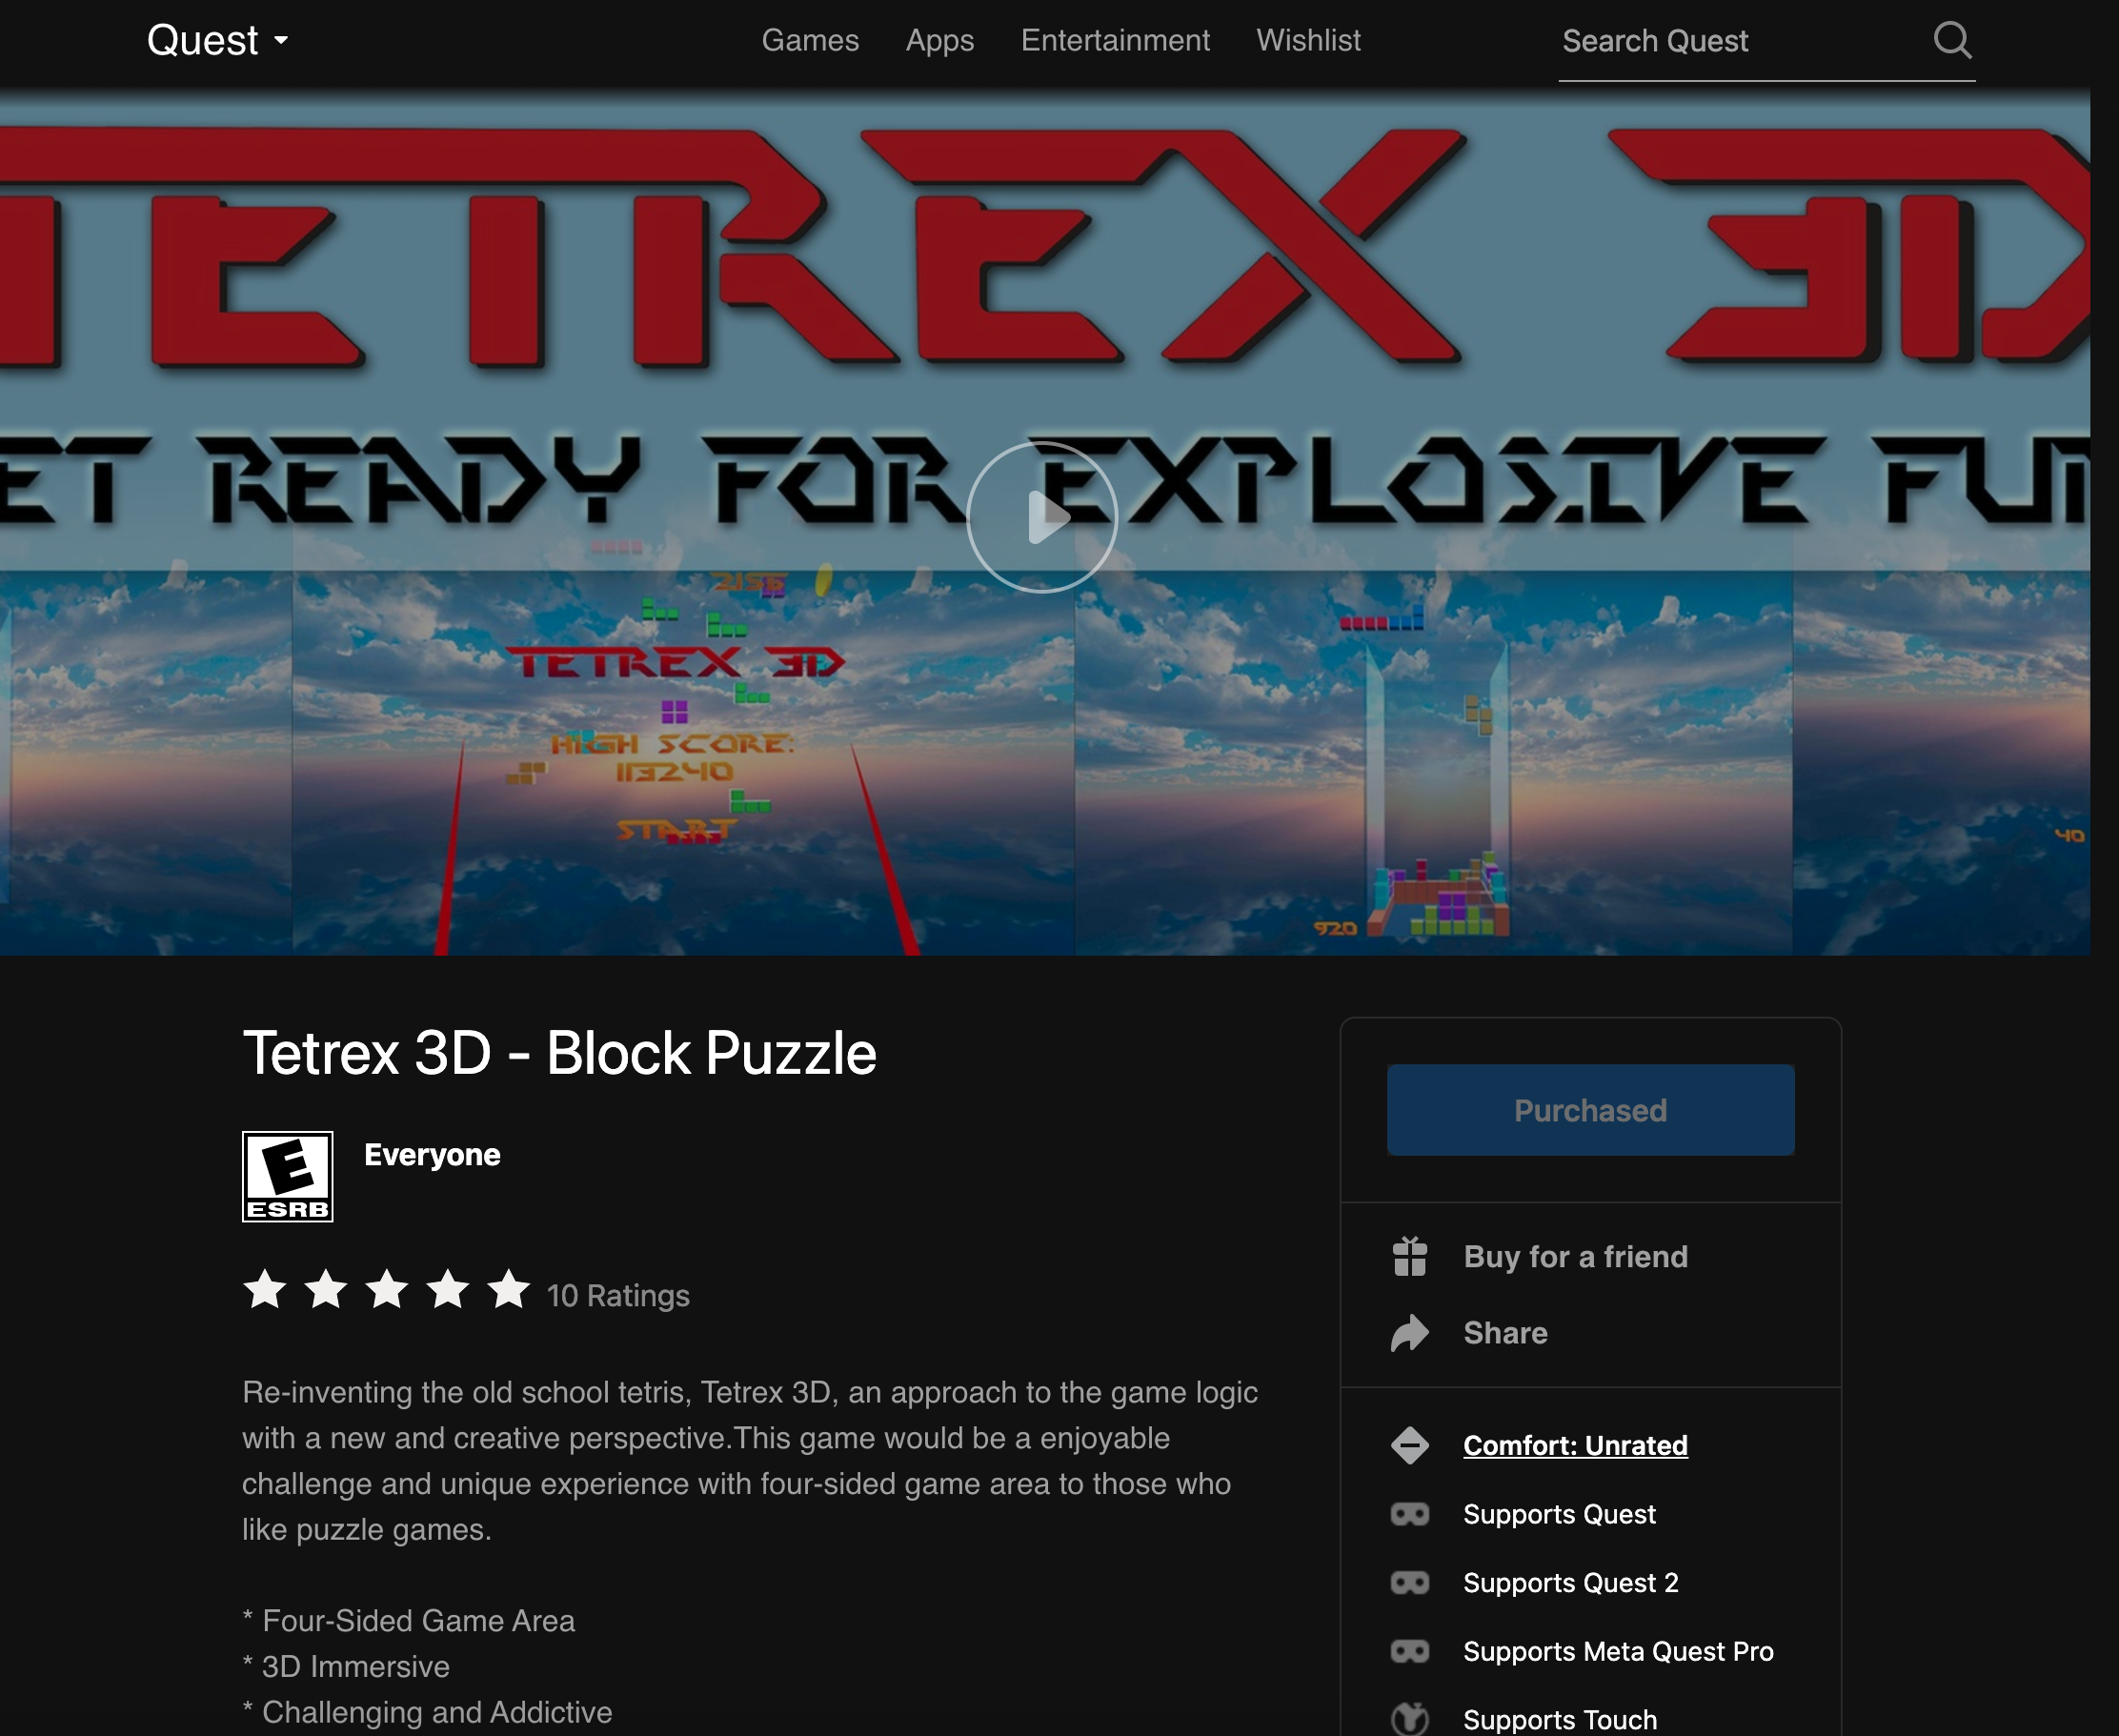 Quest
Games Apps Entertainment Wishlist
Search Quest
TETREX 3D
ET READY FOR EXPLOSIVE FUN
2156
TETREX 3D
HIGH SCORE:
113240
START
920
40
Tetrex 3D - Block Puzzle
E
ESRB
Everyone
10 Ratings
Re-inventing the old school tetris, Tetrex 3D, an approach to the game logic
with a new and creative perspective.This game would be a enjoyable
challenge and unique experience with four-sided game area to those who
like puzzle games.
* Four-Sided Game Area
* 3D Immersive
* Challenging and Addictive
Purchased
Buy for a friend
Share
Comfort: Unrated
Supports Quest
Supports Quest 2
Supports Meta Quest Pro
Supports Touch